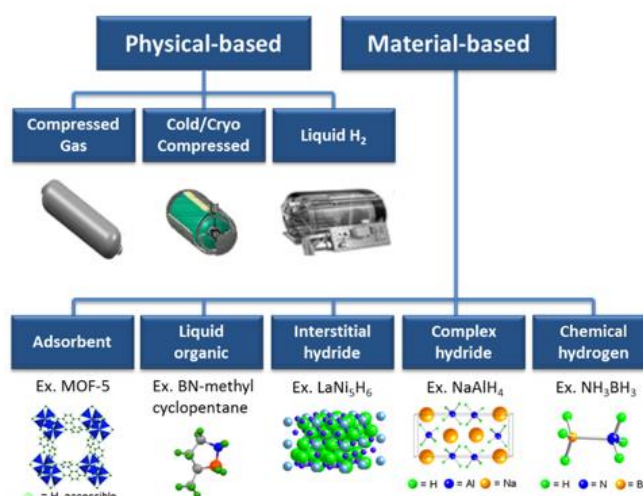 Physical-based
Material-based
Compressed
Gas
Cold/Cryo
Compressed
Liquid H₂
Adsorbent
Liquid
organic
Interstitial
hydride
Complex
hydride
Chemical
hydrogen
Ex. MOF-5
Ex. BN-methyl
cyclopentane
Ex. LaNi₅H₆
Ex. NaAlH₄
Ex. NH₃BH₃
= H
= Al
= Na
= H
= N
= B